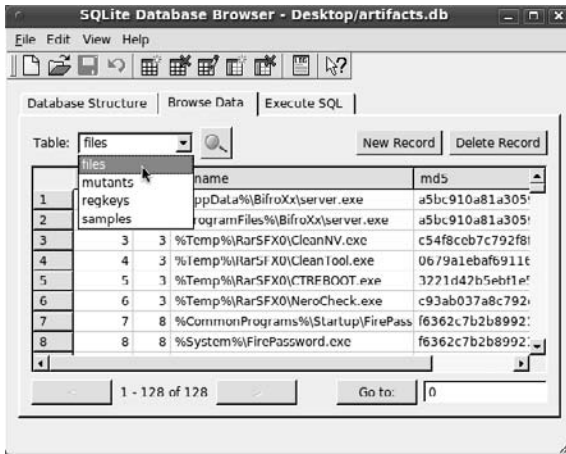 SQLite Database Browser - Desktop/artifacts.db
File Edit View Help
Database Structure Browse Data Execute SQL
Table: files New Record Delete Record
files
mutants
regkeys
samples
name md5
1 ppData%\BifroXx\server.exe a5bc910a81a305
2 rogramFiles%\BifroXx\server.exe a5bc910a81a305
3 3 3 %Temp%\RarSFX0\CleanNV.exe c54f8ceb7c792f8
4 4 3 %Temp%\RarSFX0\CleanTool.exe 0679a1ebaf69116
5 5 3 %Temp%\RarSFX0\CTREBOOT.exe 3221d42b5ebf1e
6 6 3 %Temp%\RarSFX0\NeroCheck.exe c93ab037a8c792
7 7 8 %CommonPrograms%\Startup\FirePass f6362c7b2b8992
8 8 8 %System%\FirePassword.exe f6362c7b2b8992
1 - 128 of 128 Go to: 0